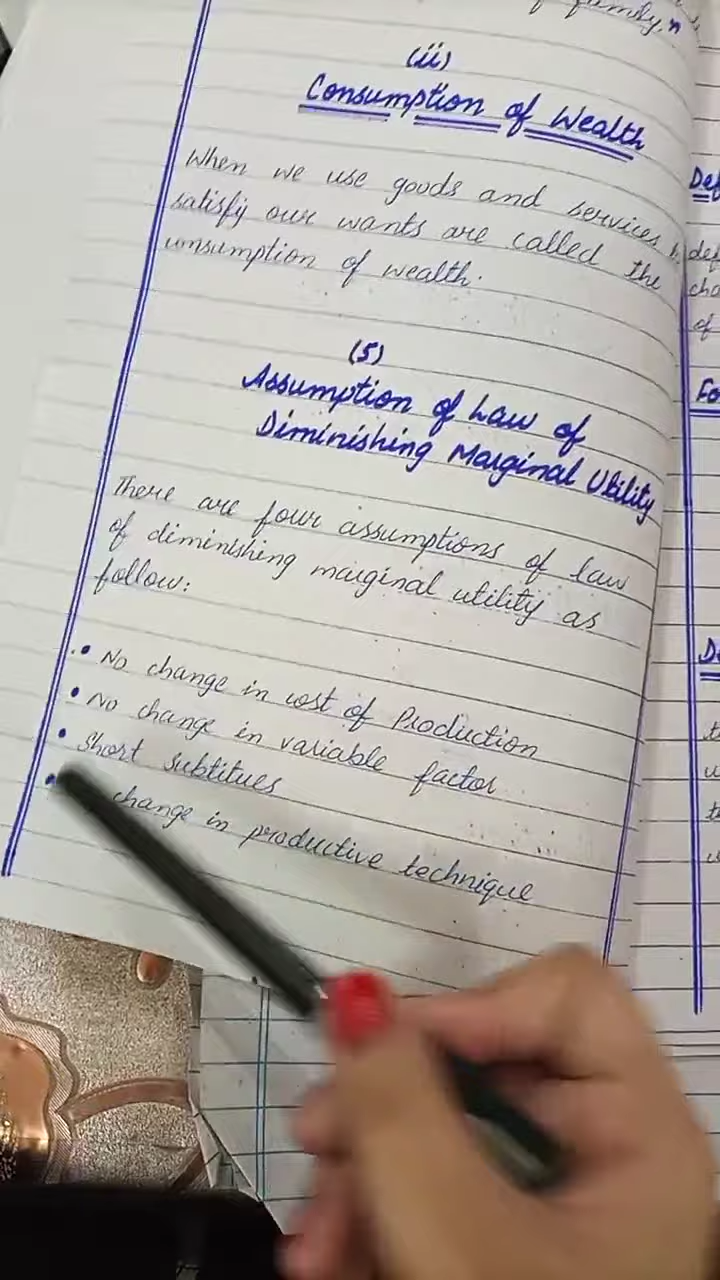 of family."
(ii)
Consumption of Wealth
When we use goods and services
satisfy our wants are called the
consumption of wealth.
(5)
Assumption of Law of
Diminishing Marginal Utility
There are four assumptions of law
of diminishing marginal utility as
follow:
• No change in cost of Production
• No change in variable factor
• Short subtitues
• change in productive technique